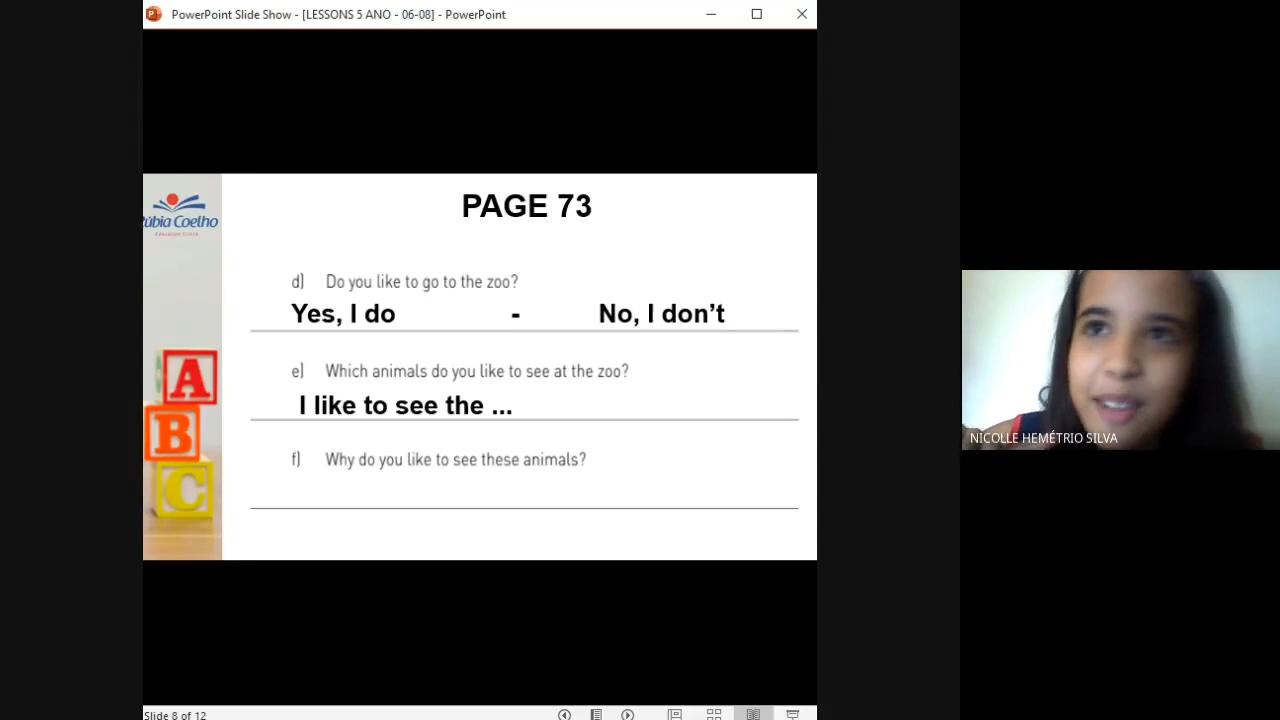 PowerPoint Slide Show - [LESSONS 5 ANO - 06-08] - PowerPoint
úbia Coelho
PAGE 73
d) Do you like to go to the zoo?
Yes, I do - No, I don't
e) Which animals do you like to see at the zoo?
I like to see the ...
f) Why do you like to see these animals?
A
B
C
NICOLLE HEMÉTRIO SILVA
Slide 8 of 12